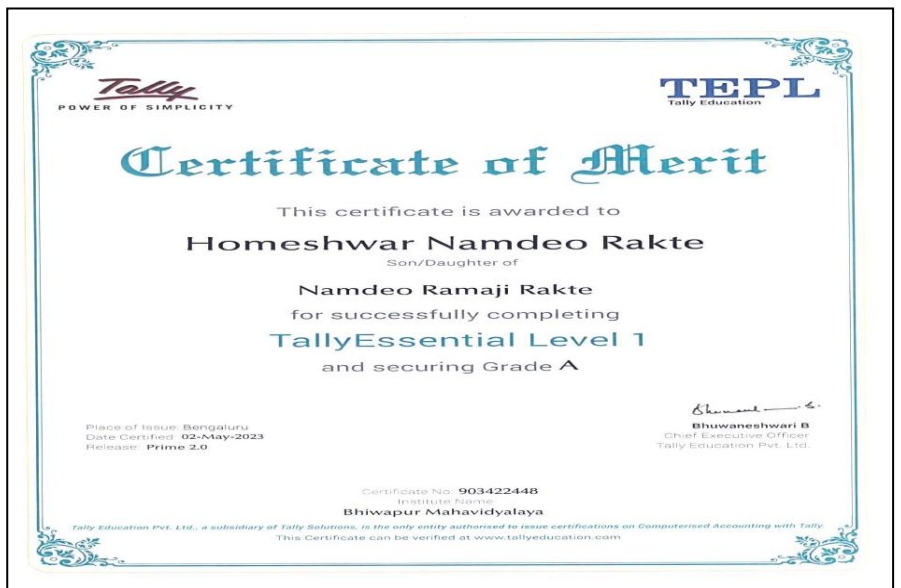 Tally
POWER OF SIMPLICITY
TEPL
Tally Education
Certificate of Merit
This certificate is awarded to
Homeshwar Namdeo Rakte
Son/Daughter of
Namdeo Ramaji Rakte
for successfully completing
TallyEssential Level 1
and securing Grade A
Place of Issue: Bengaluru
Date Certified: 02-May-2023
Release: Prime 2.0
Bhuwaneshwari B
Chief Executive Officer
Tally Education Pvt. Ltd.
Certificate No: 903422448
Institute Name
Bhiwapur Mahavidyalaya
Tally Education Pvt. Ltd., a subsidiary of Tally Solutions, is the only entity authorised to issue certifications on Computerised Accounting with Tally
This Certificate can be verified at www.tallyeducation.com